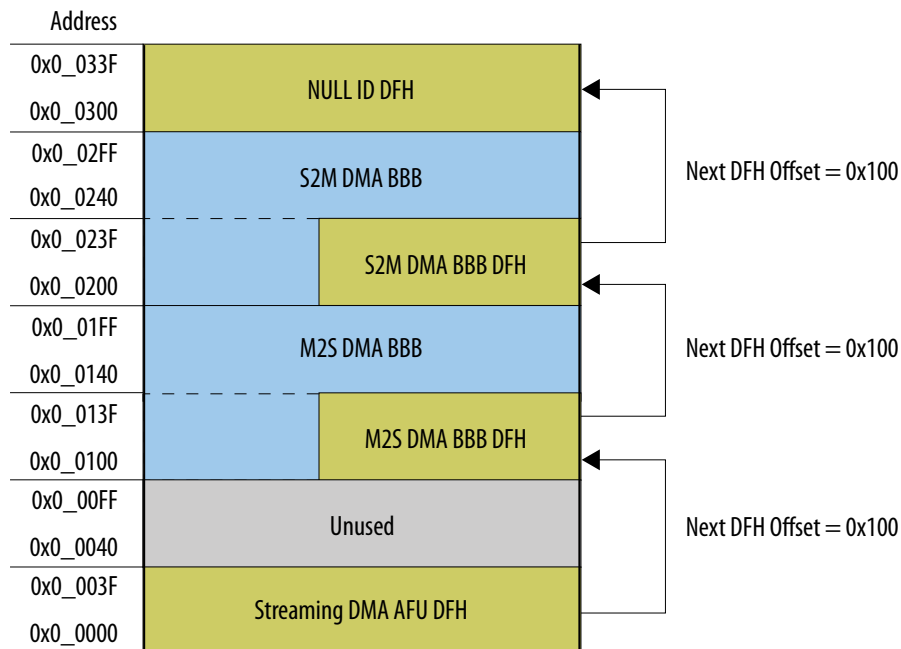 Address
0x0_033F
0x0_0300
NULL ID DFH
0x0_02FF
0x0_0240
S2M DMA BBB
Next DFH Offset = 0x100
0x0_023F
0x0_0200
S2M DMA BBB DFH
0x0_01FF
0x0_0140
M2S DMA BBB
Next DFH Offset = 0x100
0x0_013F
0x0_0100
M2S DMA BBB DFH
0x0_00FF
0x0_0040
Unused
Next DFH Offset = 0x100
0x0_003F
0x0_0000
Streaming DMA AFU DFH